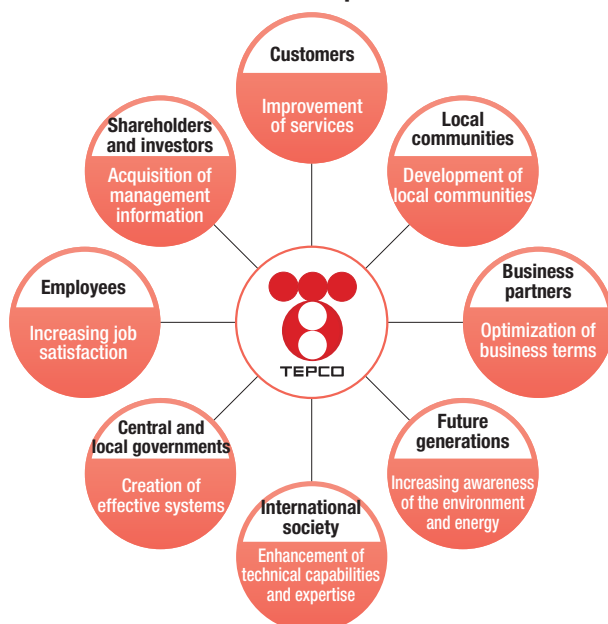 Customers
Improvement
of services
Local
communities
Development of
local communities
Business
partners
Optimization of
business terms
Future
generations
Increasing awareness
of the environment
and energy
International
society
Enhancement of
technical capabilities
and expertise
Central and
local governments
Creation of
effective systems
Employees
Increasing job
satisfaction
Shareholders
and investors
Acquisition of
management
information
TEPCO